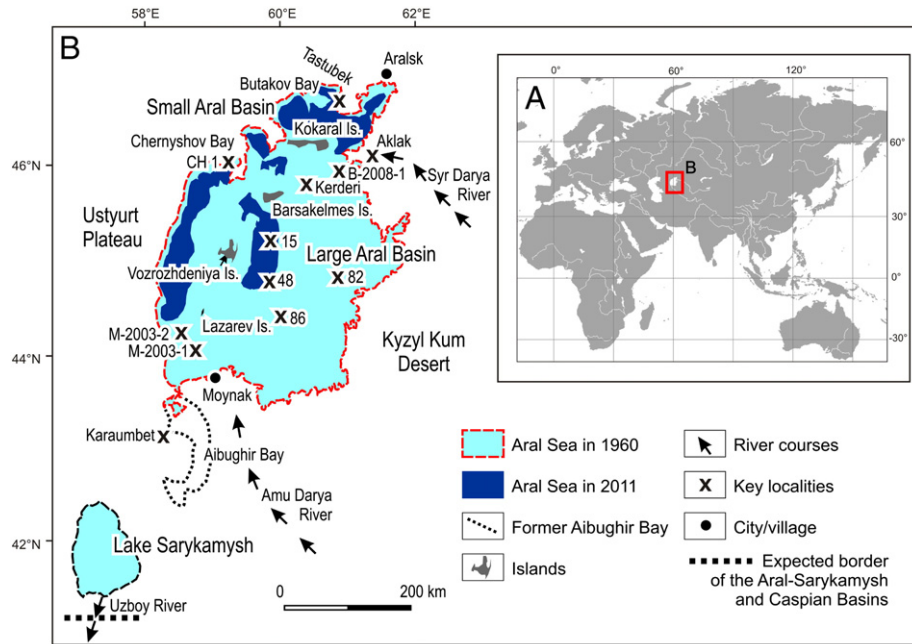 58°E
60°E
62°E
B
Tastubek
Aralsk
Butakov Bay
Small Aral Basin
Kokaral Is.
Chernyshov Bay
Aklak
46°N
CH 1
B-2008-1
Kerderi
Syr Darya
River
Barsakelmes Is.
Ustyurt
Plateau
15
Large Aral Basin
Vozrozhdeniya Is.
48
82
Lazarev Is.
86
M-2003-2
M-2003-1
44°N
Kyzyl Kum
Desert
Moynak
Karaumbet
Aibughir Bay
Amu Darya
River
42°N
Lake Sarykamysh
Uzboy River
0
200 km
0°
60°
120°
A
B
60°
30°
0°
-30°
Aral Sea in 1960
Aral Sea in 2011
Former Aibughir Bay
Islands
River courses
Key localities
City/village
Expected border
of the Aral-Sarykamysh
and Caspian Basins